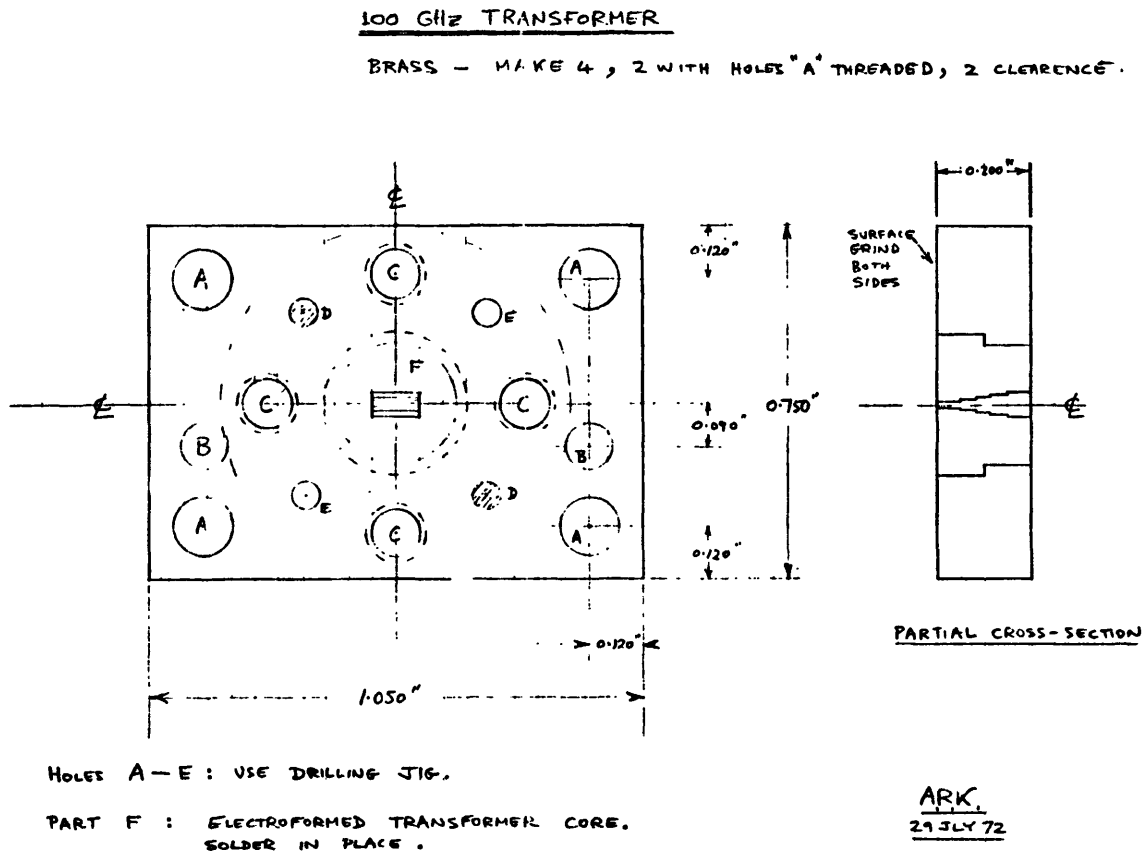 100 GHz TRANSFORMER
BRASS — MAKE 4, 2 WITH HOLES "A" THREADED, 2 CLEARENCE.
℄
0.200"
SURFACE
GRIND
BOTH
SIDES
A
C
A
0.120"
D
E
F
℄
C
C
0.750"
℄
0.090"
B
B
E
D
A
C
A
0.120"
0.120"
PARTIAL CROSS-SECTION
1.050"
HOLES A — E : USE DRILLING JIG.
PART F : ELECTROFORMED TRANSFORMER CORE.
SOLDER IN PLACE.
ARK.
29 JLY 72